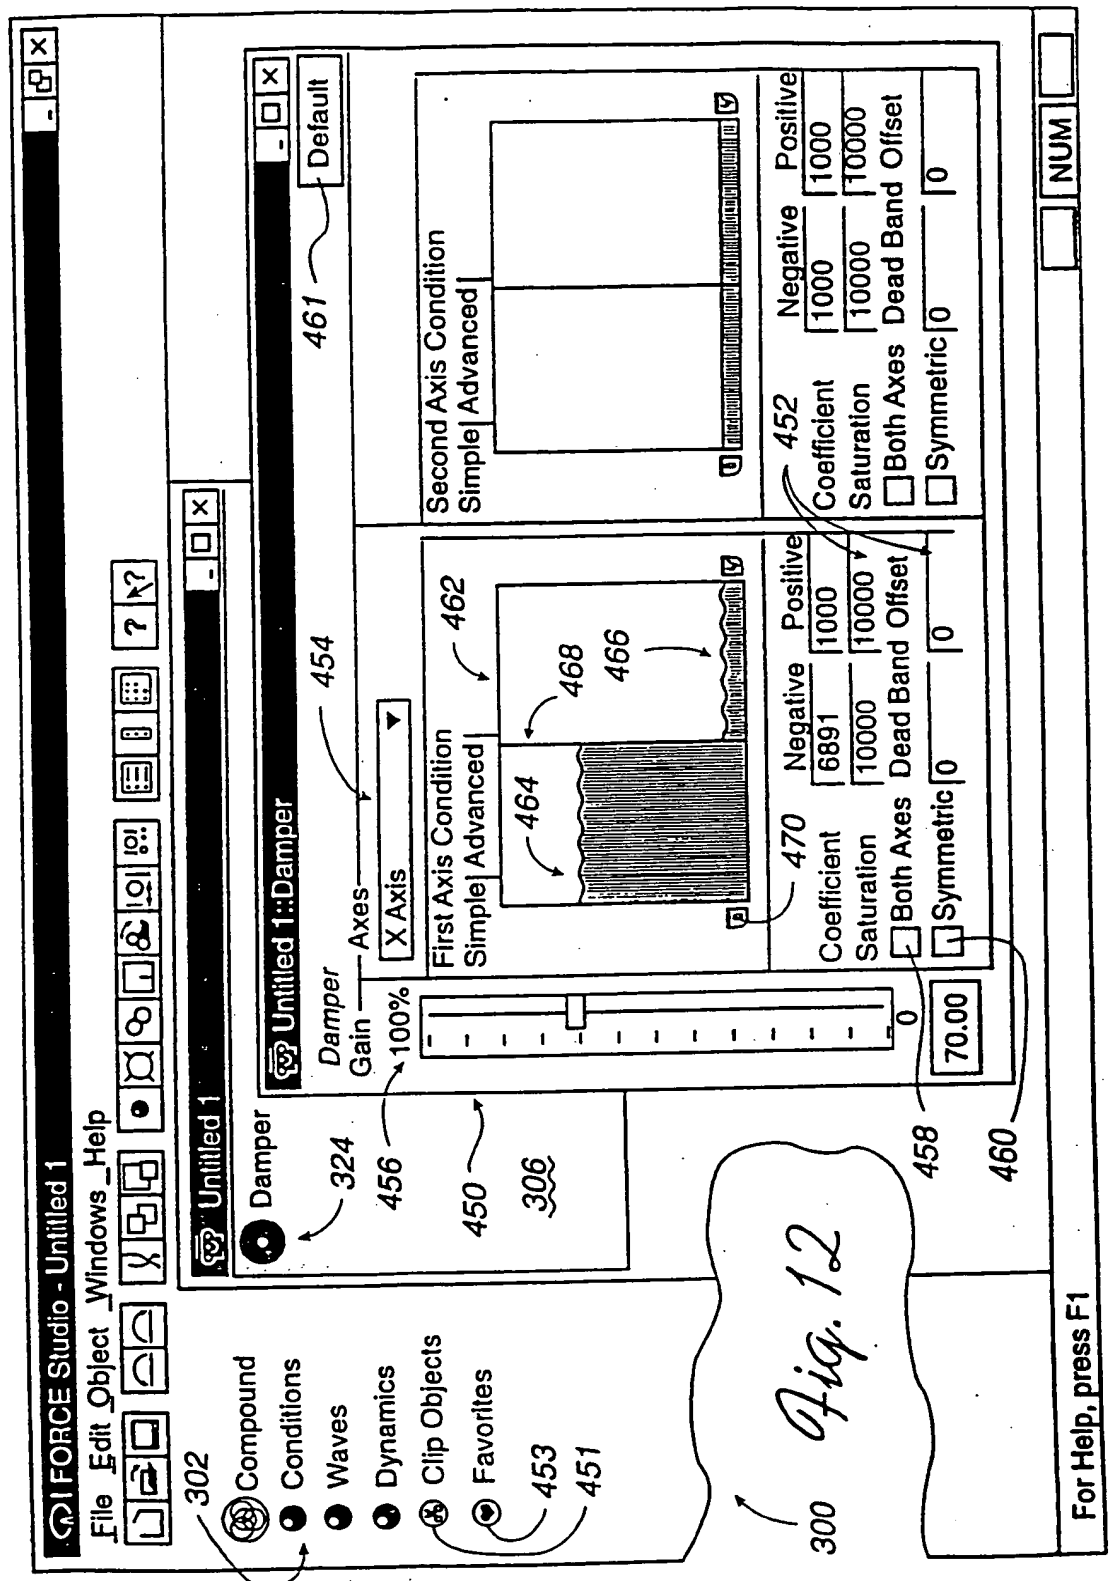 I FORCE Studio - Untitled 1
File Edit Object Windows Help
302
Compound
Conditions
Waves
Dynamics
Clip Objects
Favorites
453
451
300
Untitled 1
Damper
324
456
450
306
Untitled 1::Damper
Damper
Default
461
Gain
Axes
454
100%
X Axis
0
70.00
First Axis Condition
Simple Advanced
462
464
468
466
470
Negative Positive
Coefficient 6891 1000
Saturation 10000 10000
Both Axes Dead Band Offset
Symmetric 0 0
452
Second Axis Condition
Simple Advanced
Negative Positive
Coefficient 1000 1000
Saturation 10000 10000
Both Axes Dead Band Offset
Symmetric 0 0
458
460
Fig. 12
For Help, press F1
NUM